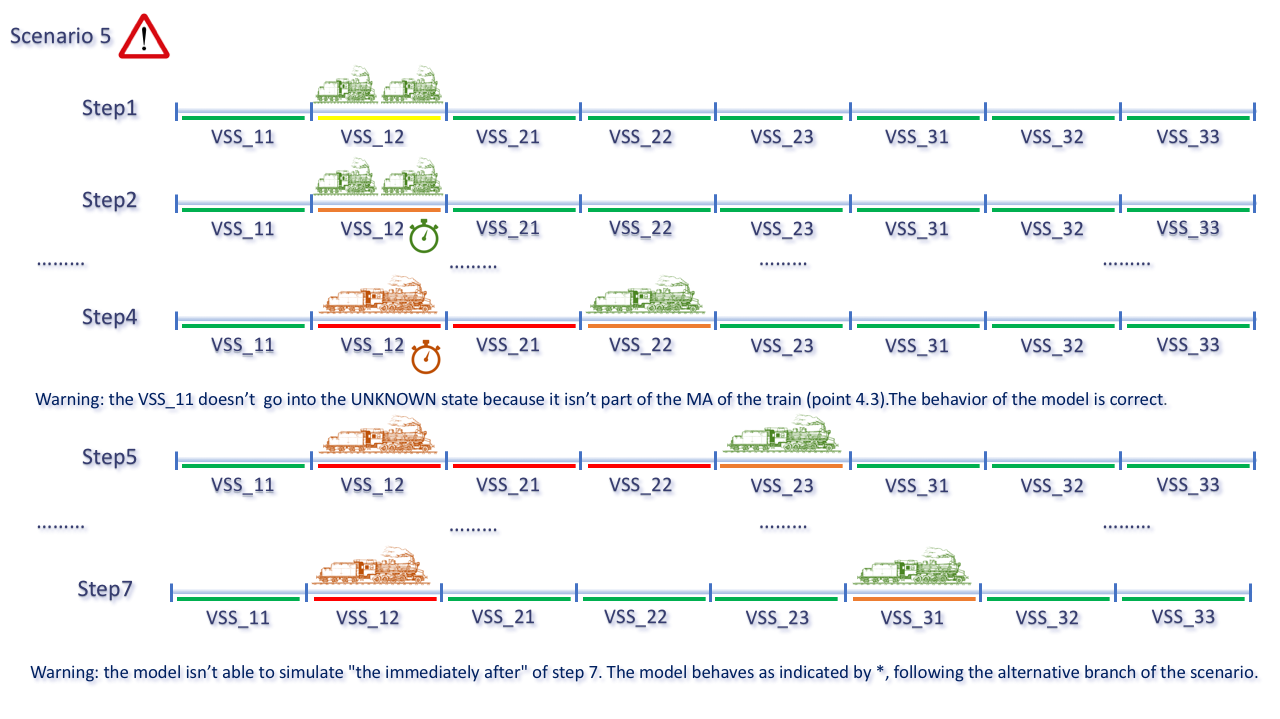 Scenario 5 !
Step1
VSS_11 VSS_12 VSS_21 VSS_22 VSS_23 VSS_31 VSS_32 VSS_33
Step2
VSS_11 VSS_12 VSS_21 VSS_22 VSS_23 VSS_31 VSS_32 VSS_33
......... ......... ......... .........
Step4
VSS_11 VSS_12 VSS_21 VSS_22 VSS_23 VSS_31 VSS_32 VSS_33
Warning: the VSS_11 doesn’t  go into the UNKNOWN state because it isn’t part of the MA of the train (point 4.3).The behavior of the model is correct.
Step5
VSS_11 VSS_12 VSS_21 VSS_22 VSS_23 VSS_31 VSS_32 VSS_33
......... ......... ......... .........
Step7
VSS_11 VSS_12 VSS_21 VSS_22 VSS_23 VSS_31 VSS_32 VSS_33
Warning: the model isn’t able to simulate "the immediately after" of step 7. The model behaves as indicated by *, following the alternative branch of the scenario.